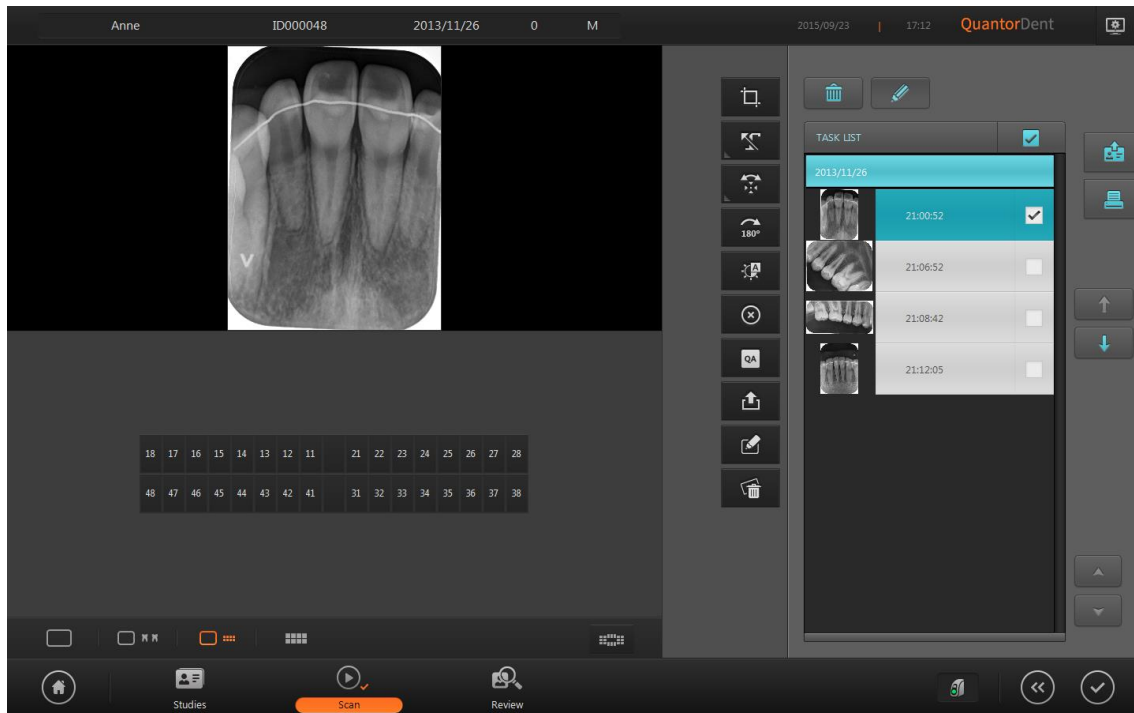 Anne ID000048 2013/11/26 0 M 2015/09/23 | 17:12 QuantorDent
V
180°
A
QA
TASK LIST
2013/11/26
21:00:52
21:06:52
21:08:42
21:12:05
18 17 16 15 14 13 12 11 21 22 23 24 25 26 27 28
48 47 46 45 44 43 42 41 31 32 33 34 35 36 37 38
Studies Scan Review